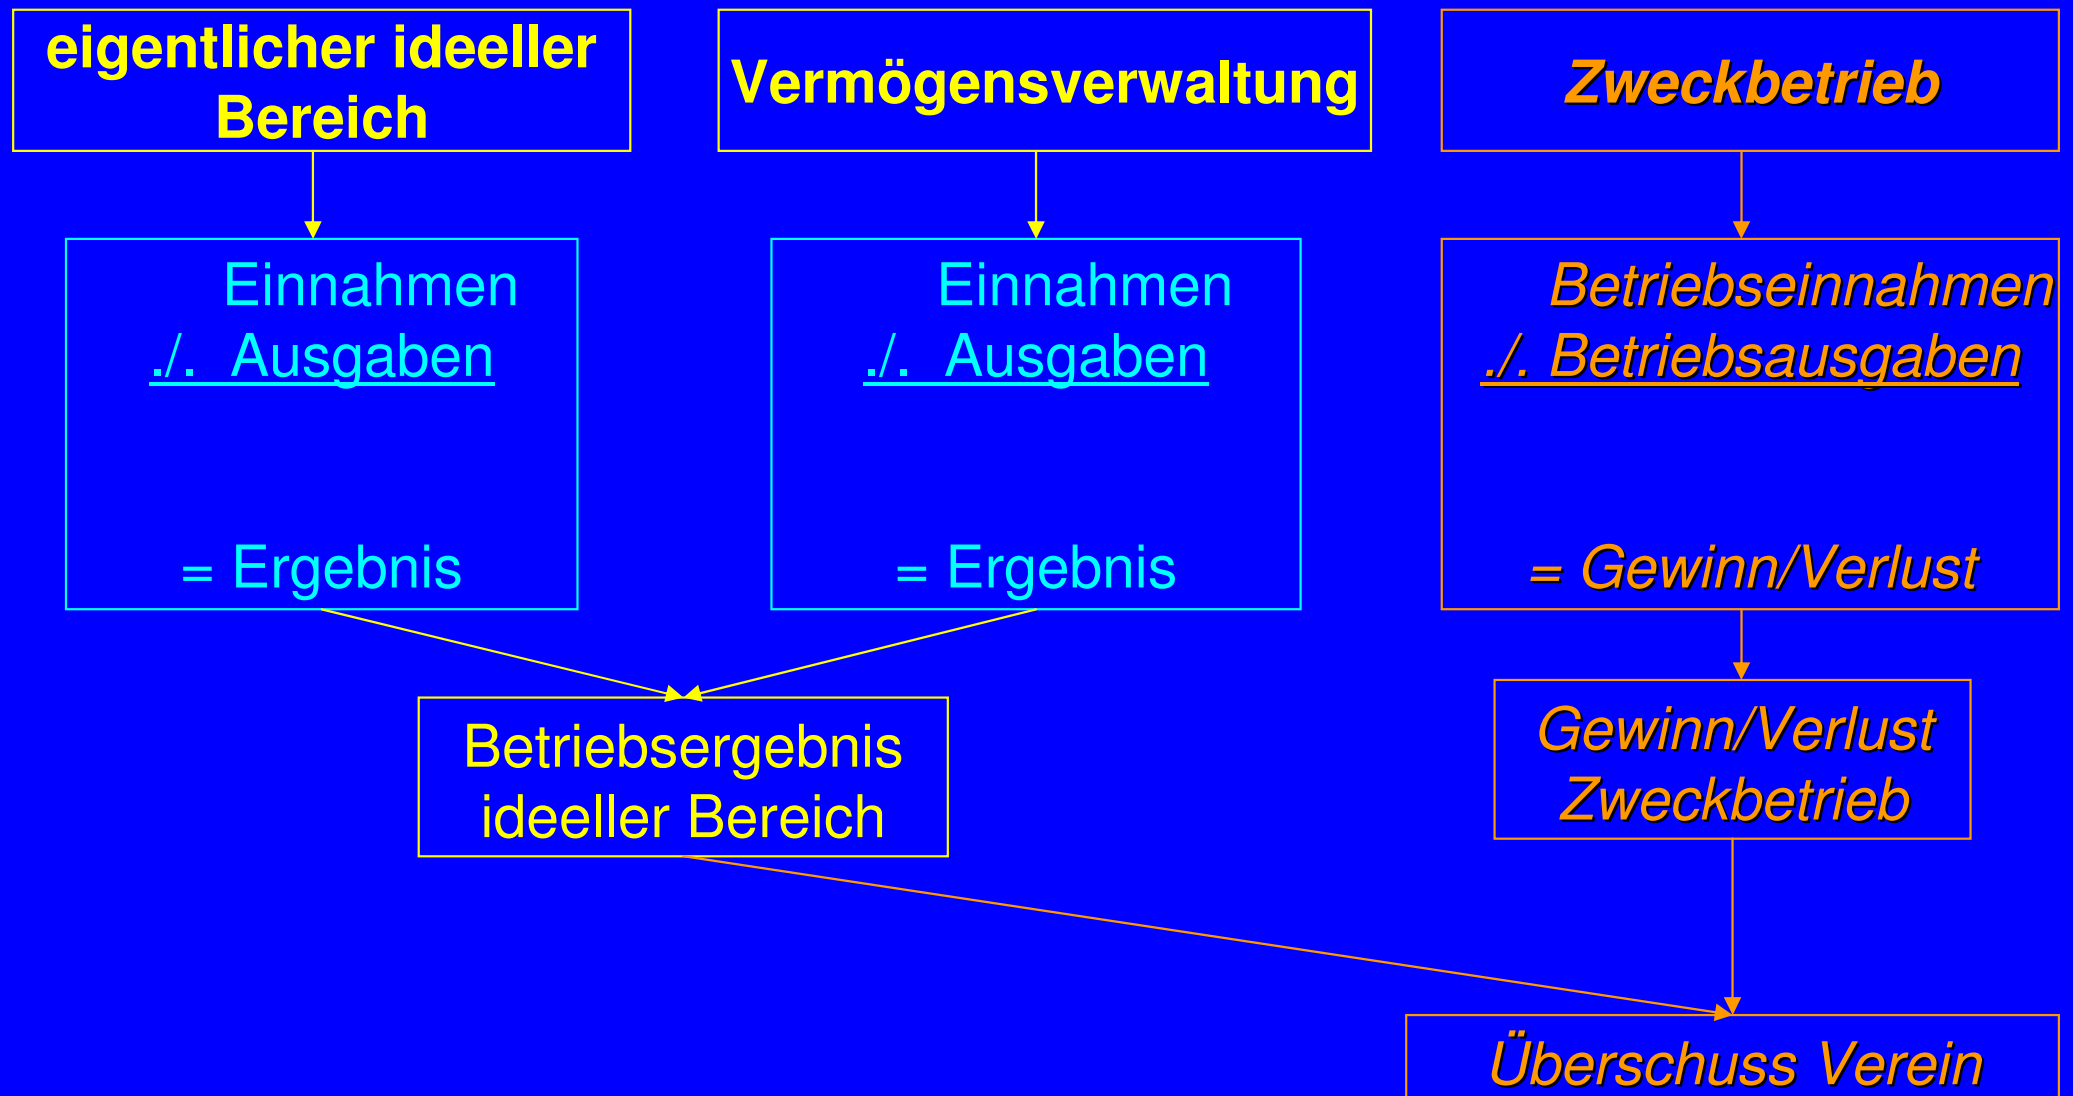 eigentlicher ideeller
Bereich
Vermögensverwaltung
Zweckbetrieb
Einnahmen
./. Ausgaben
= Ergebnis
Einnahmen
./. Ausgaben
= Ergebnis
Betriebseinnahmen
./. Betriebsausgaben
= Gewinn/Verlust
Betriebsergebnis
ideeller Bereich
Gewinn/Verlust
Zweckbetrieb
Überschuss Verein